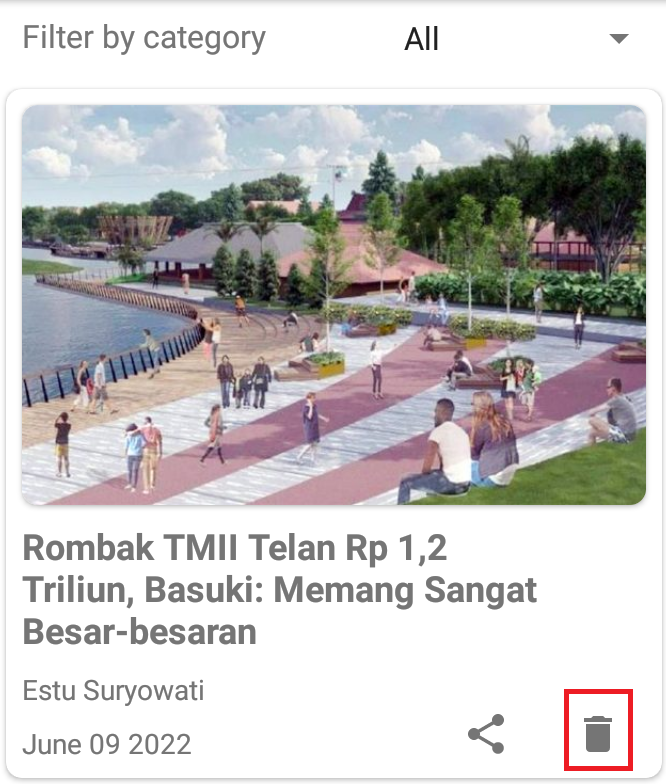 Filter by category All
Rombak TMII Telan Rp 1,2
Triliun, Basuki: Memang Sangat
Besar-besaran
Estu Suryowati
June 09 2022